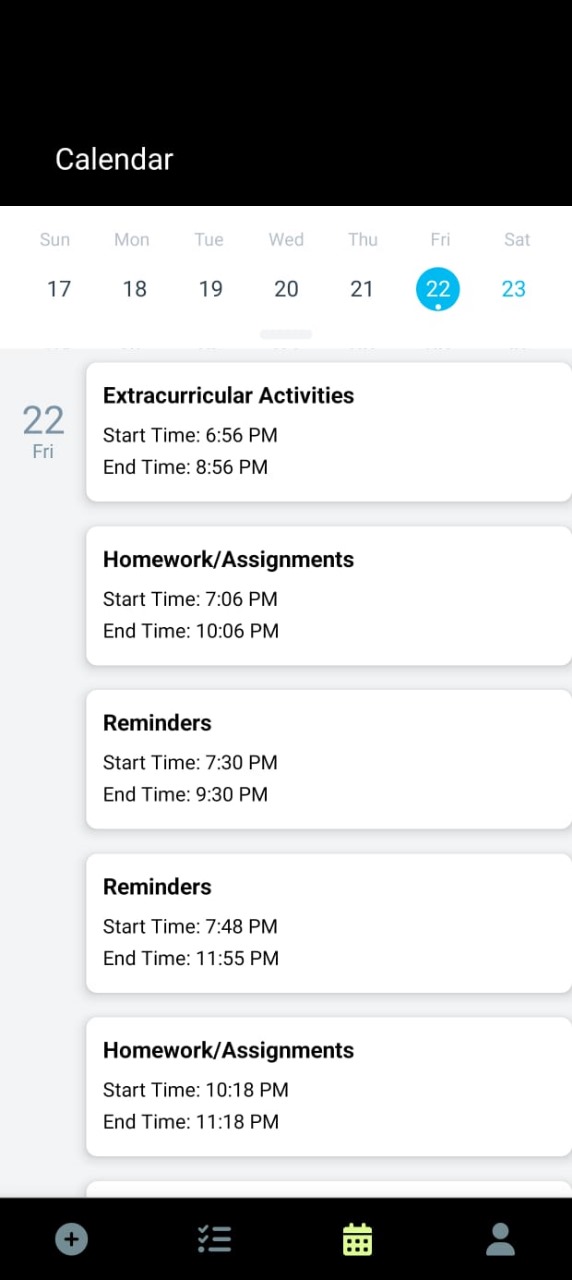 Calendar
Sun Mon Tue Wed Thu Fri Sat
17 18 19 20 21 22 23
22
Fri
Extracurricular Activities
Start Time: 6:56 PM
End Time: 8:56 PM
Homework/Assignments
Start Time: 7:06 PM
End Time: 10:06 PM
Reminders
Start Time: 7:30 PM
End Time: 9:30 PM
Reminders
Start Time: 7:48 PM
End Time: 11:55 PM
Homework/Assignments
Start Time: 10:18 PM
End Time: 11:18 PM